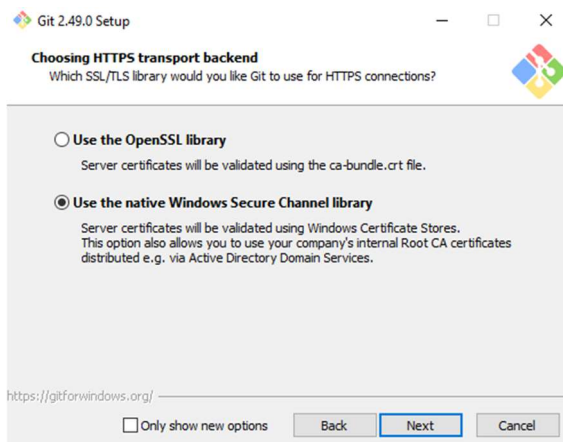 Git 2.49.0 Setup
Choosing HTTPS transport backend
Which SSL/TLS library would you like Git to use for HTTPS connections?
Use the OpenSSL library
Server certificates will be validated using the ca-bundle.crt file.
Use the native Windows Secure Channel library
Server certificates will be validated using Windows Certificate Stores.
This option also allows you to use your company's internal Root CA certificates
distributed e.g. via Active Directory Domain Services.
https://gitforwindows.org/
Only show new options Back Next Cancel